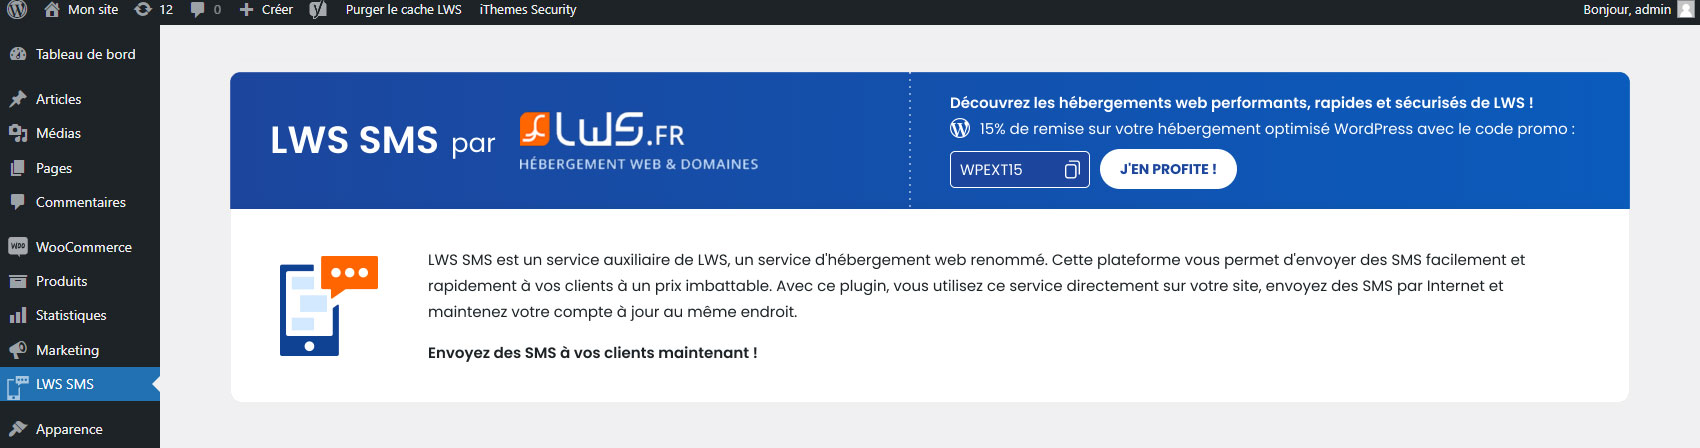 Mon site 12 0 Créer Purger le cache LWS iThemes Security Bonjour, admin
Tableau de bord
Articles
Médias
Pages
Commentaires
WooCommerce
Produits
Statistiques
Marketing
LWS SMS
Apparence
LWS SMS par LWS.FR
HÉBERGEMENT WEB & DOMAINES
Découvrez les hébergements web performants, rapides et sécurisés de LWS !
15% de remise sur votre hébergement optimisé WordPress avec le code promo :
WPEXT15 J'EN PROFITE !
LWS SMS est un service auxiliaire de LWS, un service d'hébergement web renommé. Cette plateforme vous permet d'envoyer des SMS facilement et
rapidement à vos clients à un prix imbattable. Avec ce plugin, vous utilisez ce service directement sur votre site, envoyez des SMS par Internet et
maintenez votre compte à jour au même endroit.
Envoyez des SMS à vos clients maintenant !